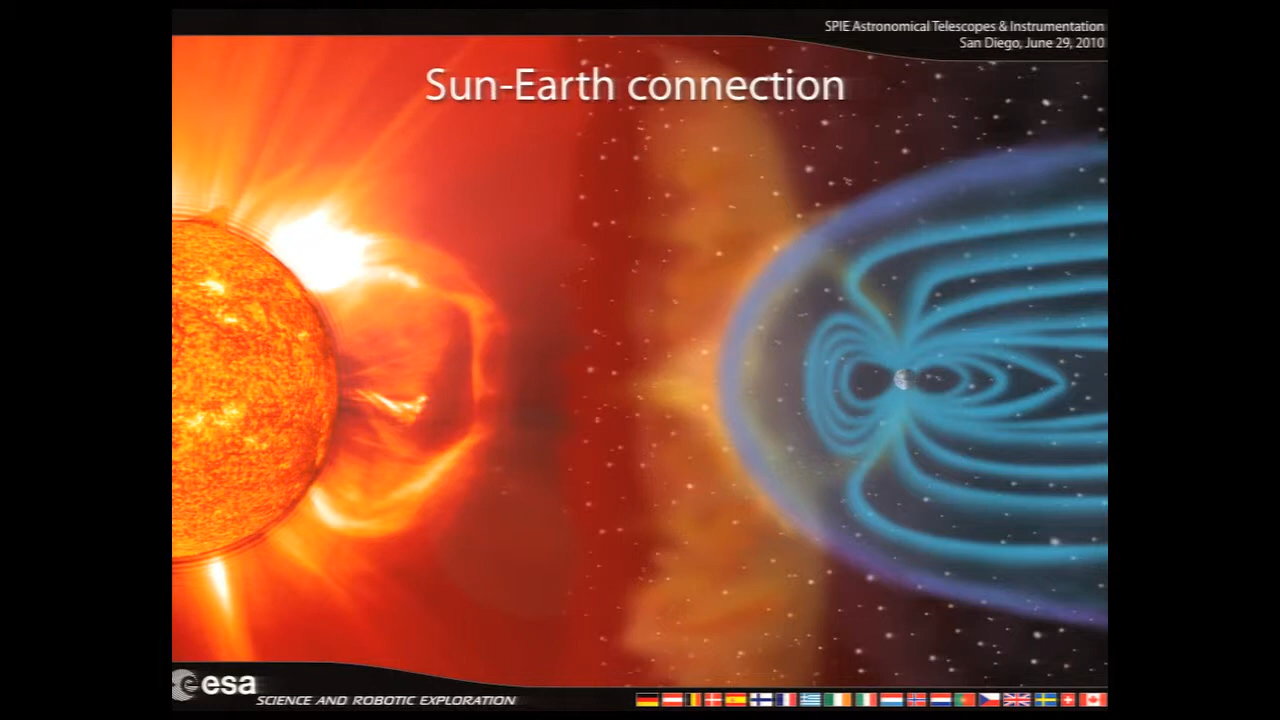 SPIE Astronomical Telescopes & Instrumentation
San Diego, June 29, 2010
Sun-Earth connection
esa
SCIENCE AND ROBOTIC EXPLORATION